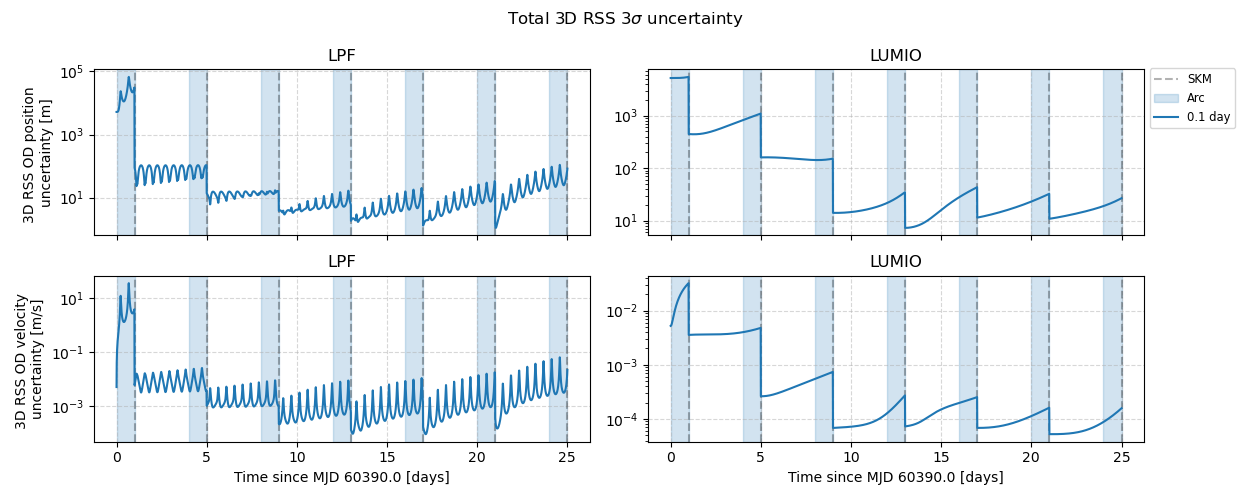 Total 3D RSS 3σ uncertainty
LPF
LUMIO
3D RSS OD position
uncertainty [m]
10^5
10^3
10^1
10^3
10^2
10^1
SKM
Arc
0.1 day
LPF
LUMIO
3D RSS OD velocity
uncertainty [m/s]
10^1
10^−1
10^−3
10^−2
10^−3
10^−4
0 5 10 15 20 25
0 5 10 15 20 25
Time since MJD 60390.0 [days]
Time since MJD 60390.0 [days]